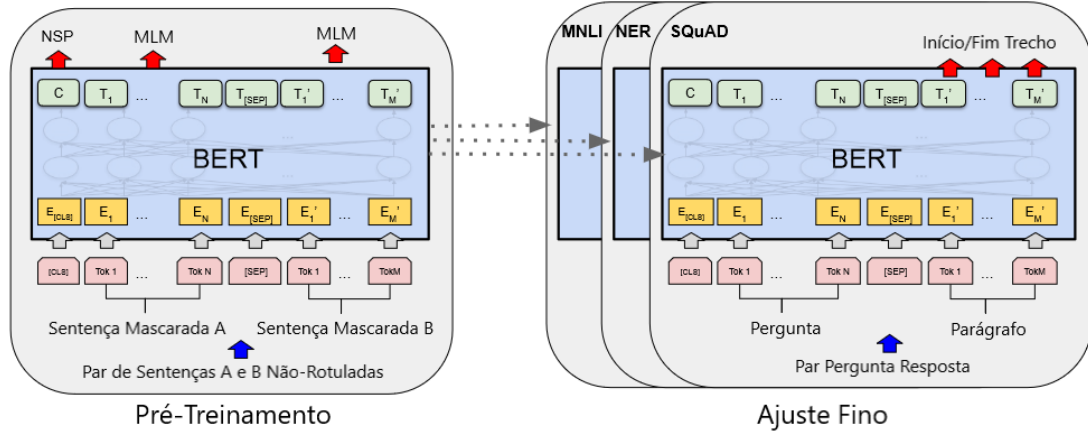 NSP MLM MLM
C T1 ... TN T[SEP] T1' ... TM'
...
BERT
E[CLS] E1 ... EN E[SEP] E1' ... EM'
[CLS] Tok 1 ... Tok N [SEP] Tok 1 ... TokM
Sentença Mascarada A Sentença Mascarada B
Par de Sentenças A e B Não-Rotuladas
Pré-Treinamento
MNLI NER SQuAD
Início/Fim Trecho
C T1 ... TN T[SEP] T1' ... TM'
...
BERT
E[CLS] E1 ... EN E[SEP] E1' ... EM'
[CLS] Tok 1 ... Tok N [SEP] Tok 1 ... TokM
Pergunta Parágrafo
Par Pergunta Resposta
Ajuste Fino